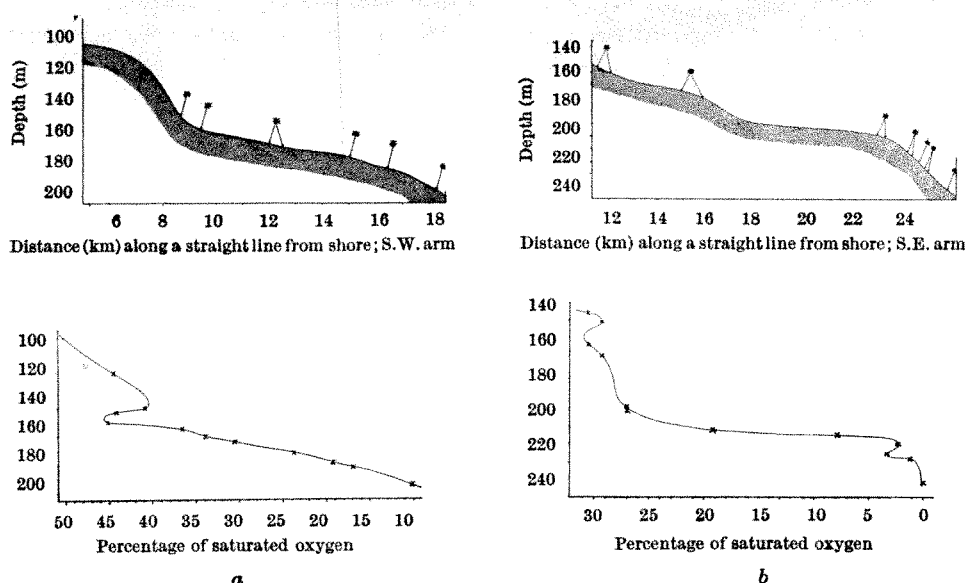 100
120
140
160
180
200
Depth (m)
6 8 10 12 14 16 18
Distance (km) along a straight line from shore; S.W. arm
140
160
180
200
220
240
Depth (m)
12 14 16 18 20 22 24
Distance (km) along a straight line from shore; S.E. arm
100
120
140
160
180
200
50 45 40 35 30 25 20 15 10
Percentage of saturated oxygen
a
140
160
180
200
220
240
30 25 20 15 10 5 0
Percentage of saturated oxygen
b